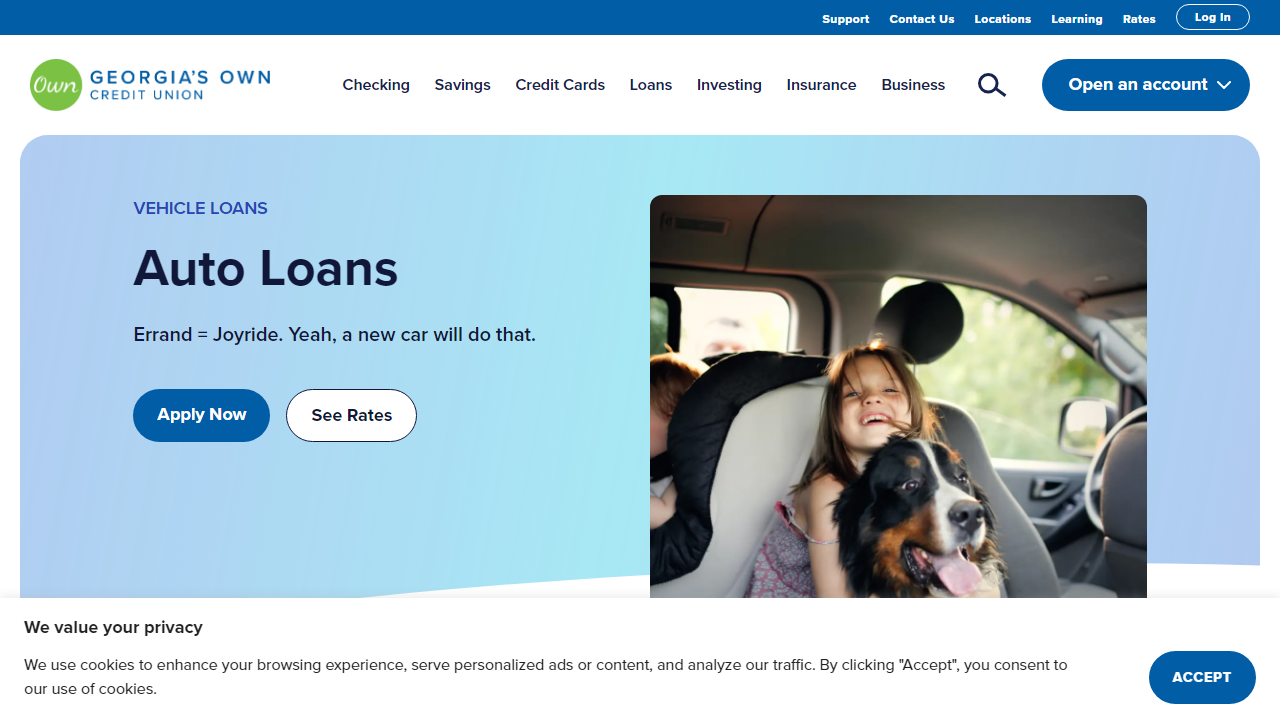 Support Contact Us Locations Learning Rates Log In
Own GEORGIA'S OWN
CREDIT UNION
Checking Savings Credit Cards Loans Investing Insurance Business Open an account
VEHICLE LOANS
Auto Loans
Errand = Joyride. Yeah, a new car will do that.
Apply Now See Rates
We value your privacy
We use cookies to enhance your browsing experience, serve personalized ads or content, and analyze our traffic. By clicking "Accept", you consent to
our use of cookies.
ACCEPT